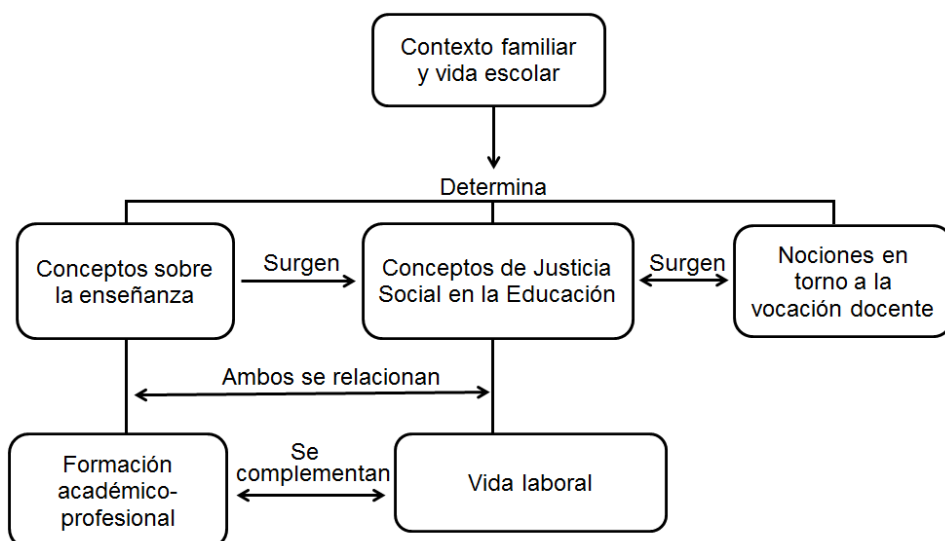 Contexto familiar
y vida escolar
Determina
Conceptos sobre
la enseñanza
Surgen
Conceptos de Justicia
Social en la Educación
Surgen
Nociones en
torno a la
vocación docente
Ambos se relacionan
Formación
académico-
profesional
Se
complementan
Vida laboral